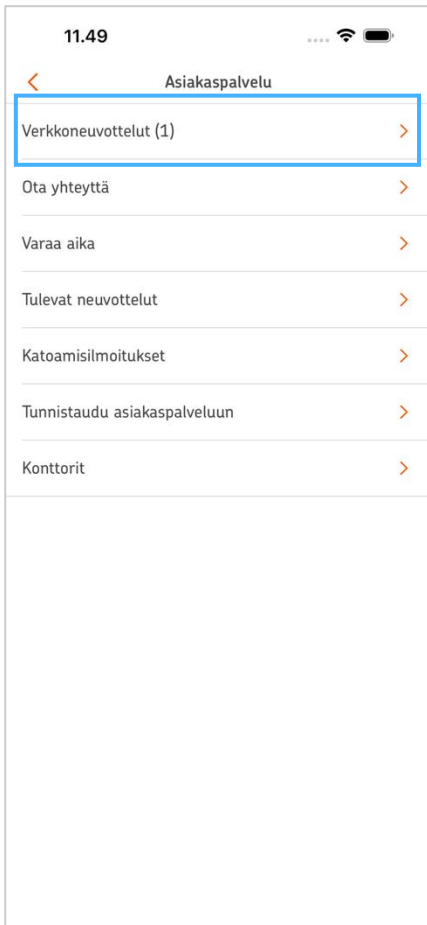 11.49
Asiakaspalvelu
Verkkoneuvottelut (1)
Ota yhteyttä
Varaa aika
Tulevat neuvottelut
Katoamisilmoitukset
Tunnistaudu asiakaspalveluun
Konttorit